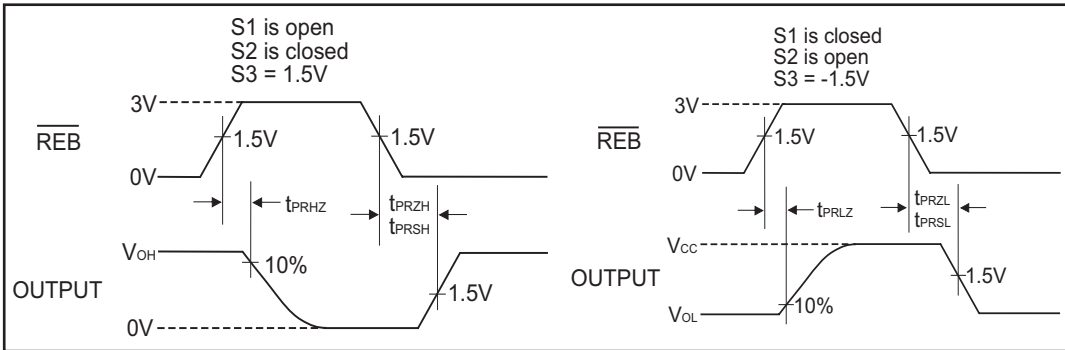 S1 is open
S2 is closed
S3 = 1.5V
3V
REB
1.5V
1.5V
0V
tPRHZ
tPRZH
tPRSH
VOH
10%
OUTPUT
1.5V
0V
S1 is closed
S2 is open
S3 = -1.5V
3V
REB
1.5V
1.5V
0V
tPRLZ
tPRZL
tPRSL
VCC
OUTPUT
1.5V
10%
VOL